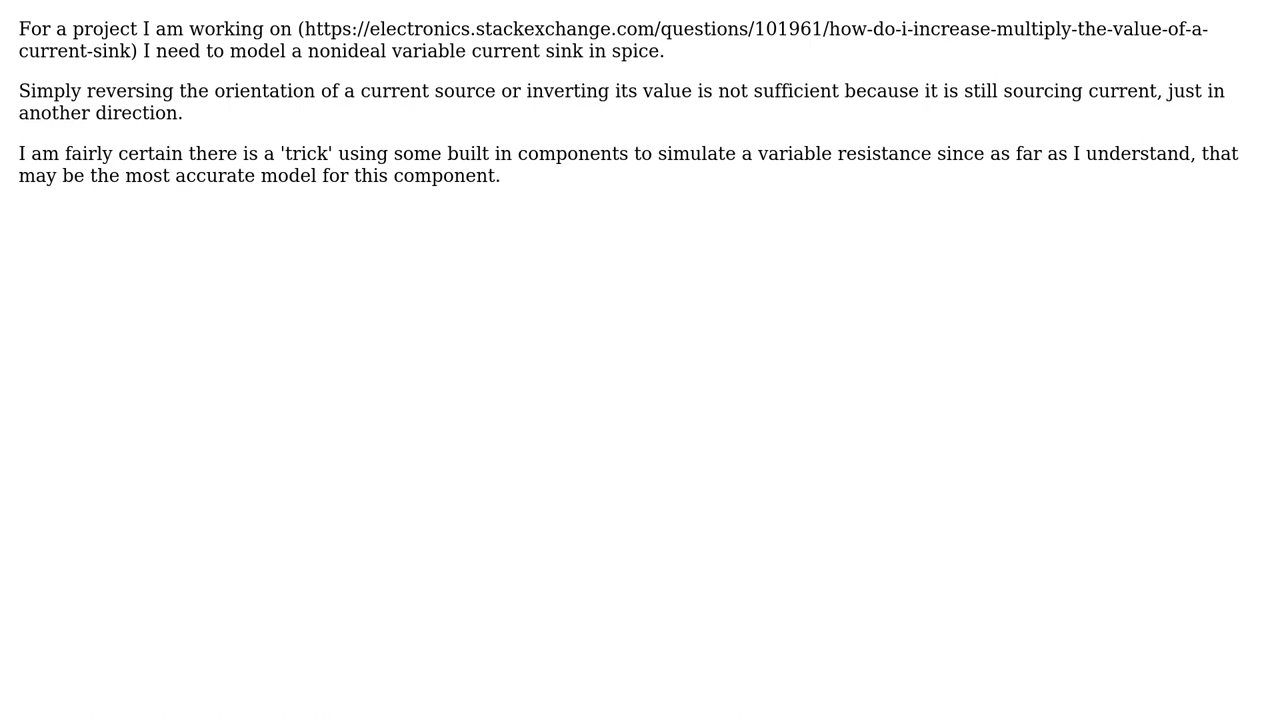 For a project I am working on (https://electronics.stackexchange.com/questions/101961/how-do-i-increase-multiply-the-value-of-a-
current-sink) I need to model a nonideal variable current sink in spice.
Simply reversing the orientation of a current source or inverting its value is not sufficient because it is still sourcing current, just in
another direction.
I am fairly certain there is a 'trick' using some built in components to simulate a variable resistance since as far as I understand, that
may be the most accurate model for this component.